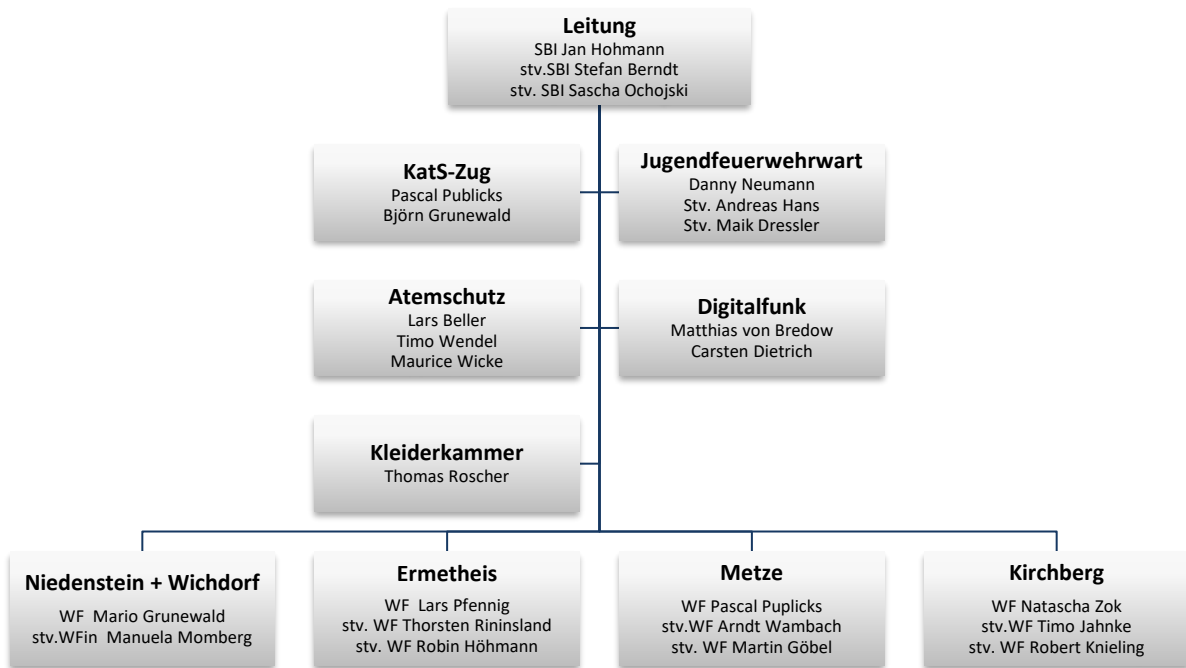 Leitung
SBI Jan Hohmann
stv.SBI Stefan Berndt
stv. SBI Sascha Ochojski
KatS-Zug
Pascal Publicks
Björn Grunewald
Jugendfeuerwehrwart
Danny Neumann
Stv. Andreas Hans
Stv. Maik Dressler
Atemschutz
Lars Beller
Timo Wendel
Maurice Wicke
Digitalfunk
Matthias von Bredow
Carsten Dietrich
Kleiderkammer
Thomas Roscher
Niedenstein + Wichdorf
WF  Mario Grunewald
stv.WFin  Manuela Momberg
Ermetheis
WF  Lars Pfennig
stv. WF Thorsten Rininsland
stv. WF Robin Höhmann
Metze
WF Pascal Puplicks
stv.WF Arndt Wambach
stv. WF Martin Göbel
Kirchberg
WF Natascha Zok
stv.WF Timo Jahnke
stv. WF Robert Knieling